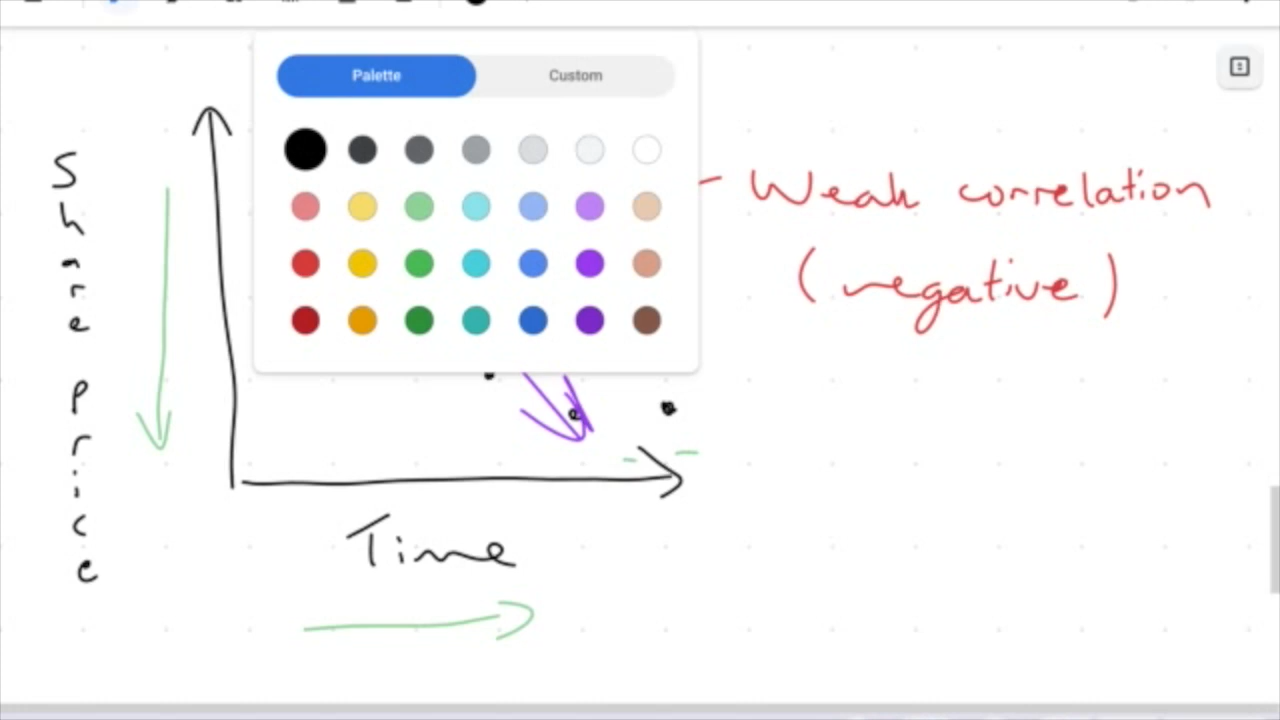 Palette Custom
Share Price
Weak correlation
(negative)
Time